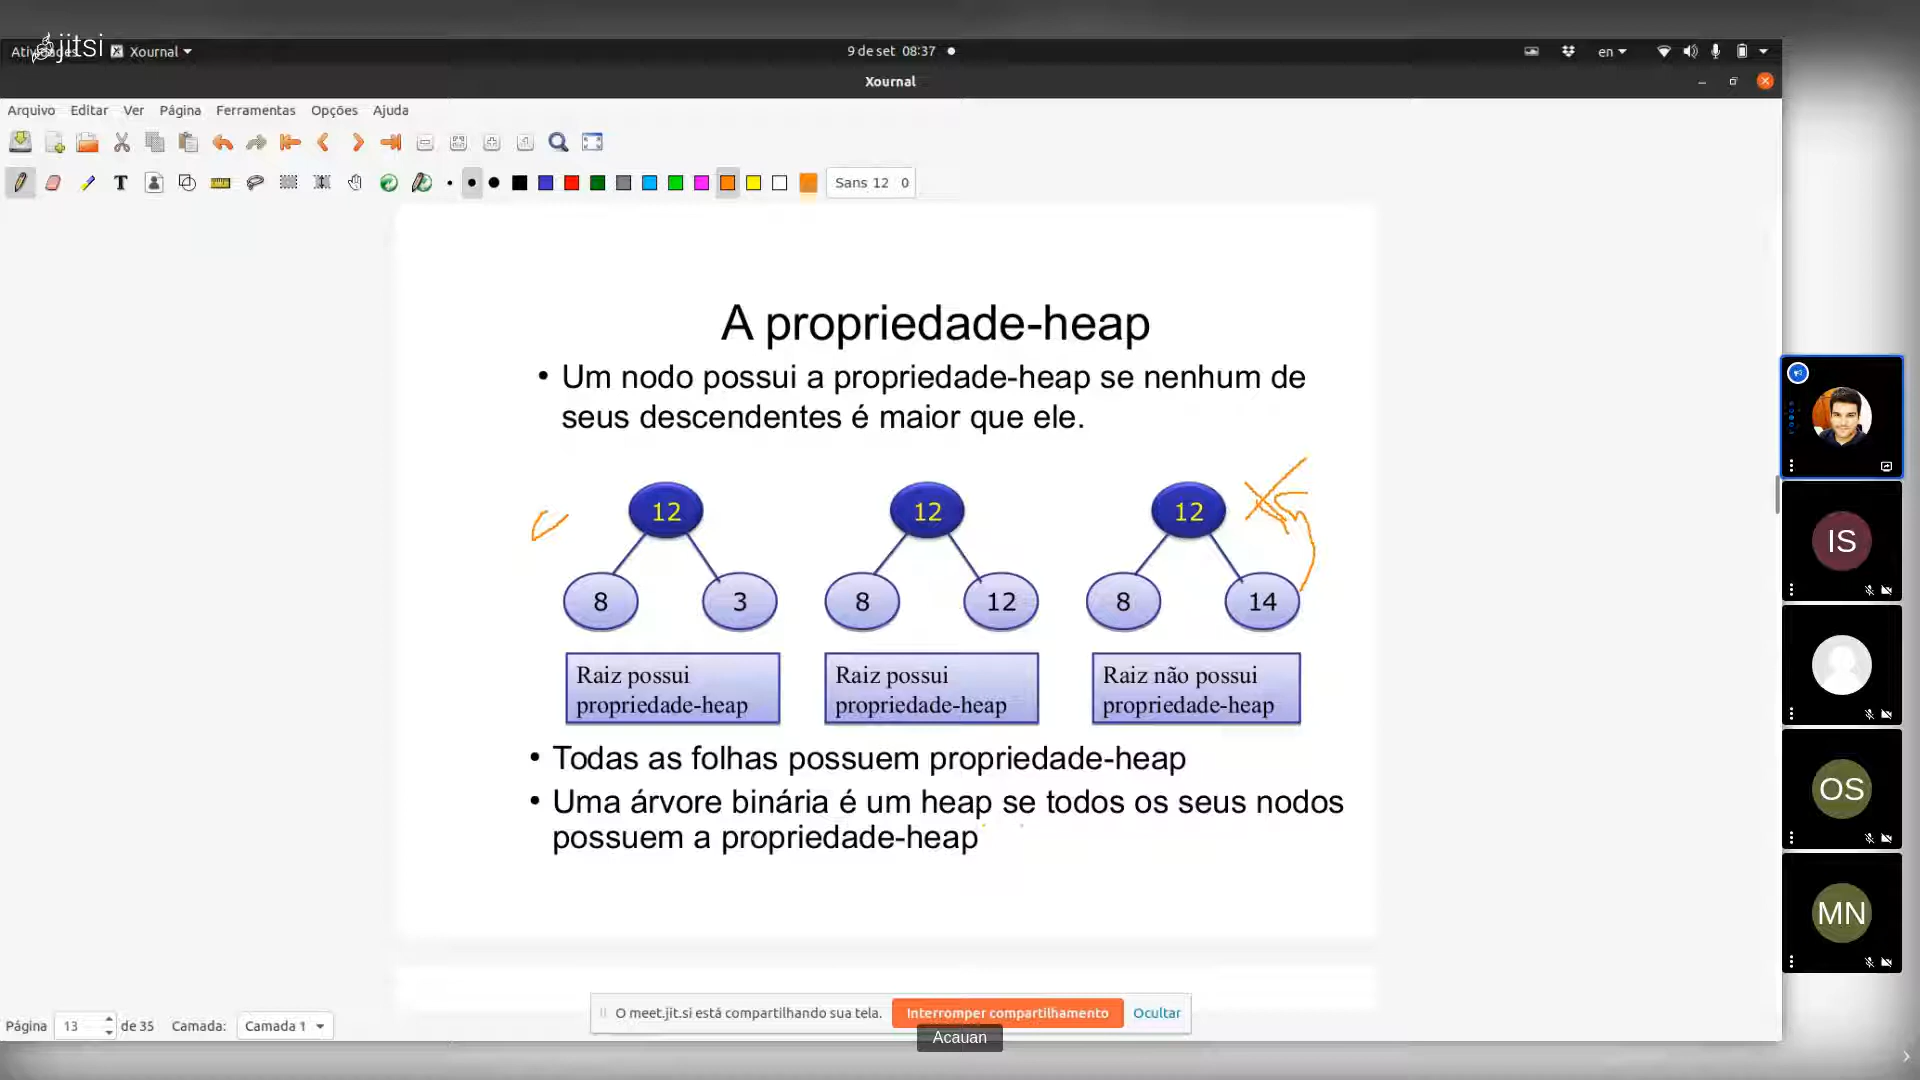 Atividades jitsi Xournal 9 de set 08:37 en
Xournal
Arquivo Editar Ver Página Ferramentas Opções Ajuda
Sans 12 0
A propriedade-heap
• Um nodo possui a propriedade-heap se nenhum de
seus descendentes é maior que ele.
12 12 12
8 3 8 12 8 14
Raiz possui
propriedade-heap
Raiz possui
propriedade-heap
Raiz não possui
propriedade-heap
• Todas as folhas possuem propriedade-heap
• Uma árvore binária é um heap se todos os seus nodos
possuem a propriedade-heap
IS
OS
MN
O meet.jit.si está compartilhando sua tela. Interromper compartilhamento Ocultar
Página 13 de 35 Camada: Camada 1
Acauan